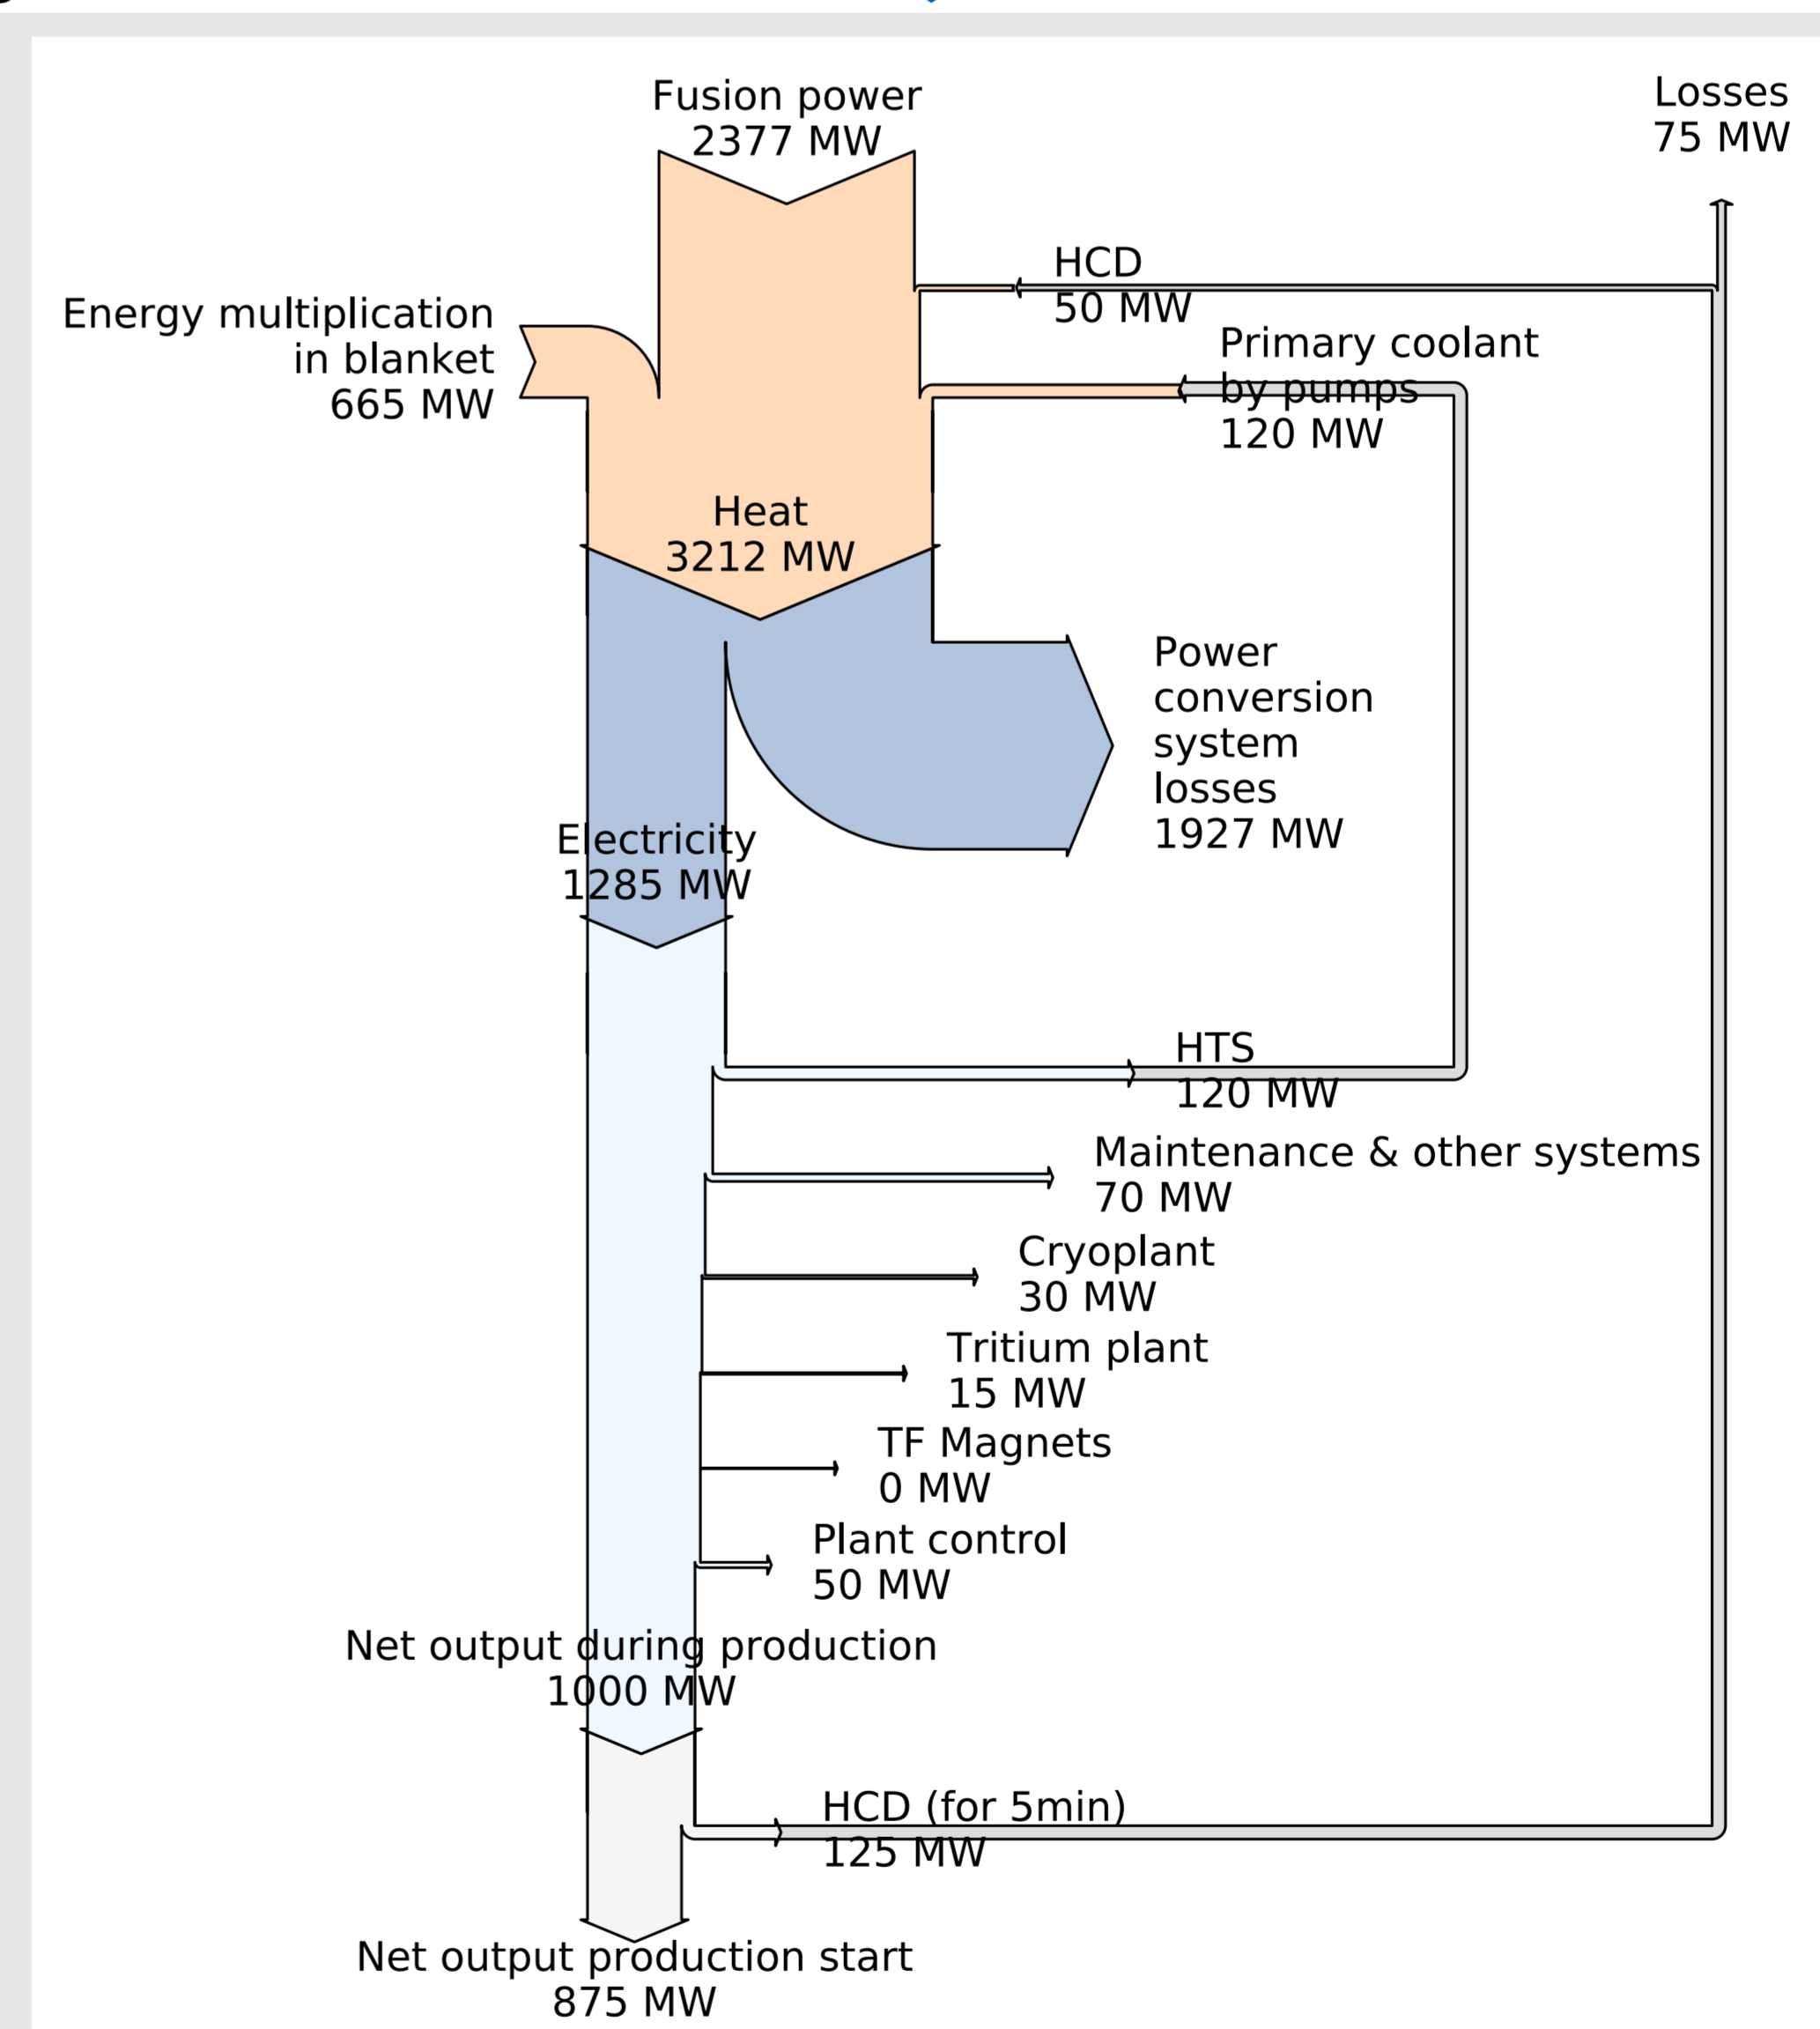 Fusion power
2377 MW
Losses
75 MW
HCD
50 MW
Energy multiplication
in blanket
665 MW
Primary coolant
by pumps
120 MW
Heat
3212 MW
Power
conversion
system
losses
1927 MW
Electricity
1285 MW
HTS
120 MW
Maintenance & other systems
70 MW
Cryoplant
30 MW
Tritium plant
15 MW
TF Magnets
0 MW
Plant control
50 MW
Net output during production
1000 MW
HCD (for 5min)
125 MW
Net output production start
875 MW